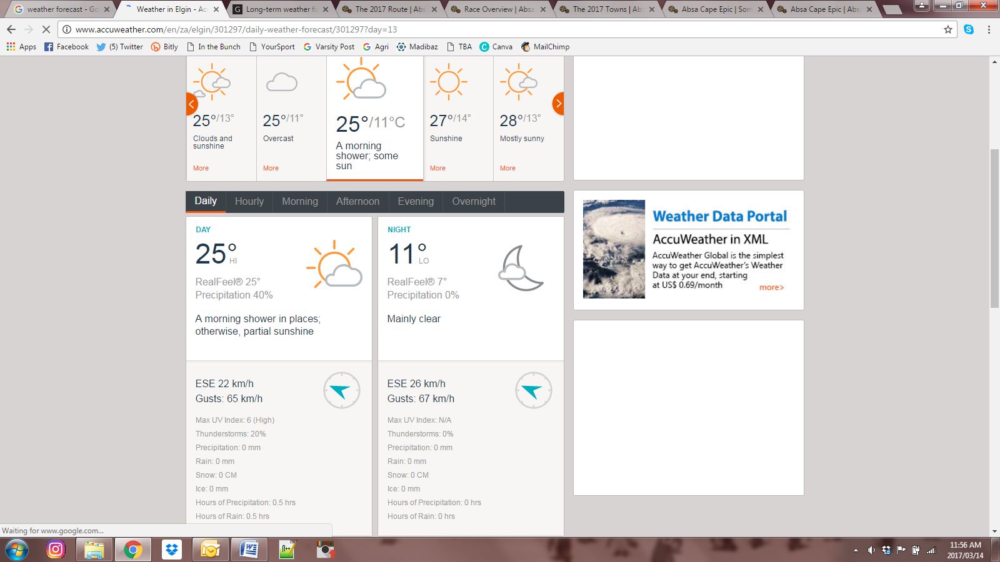 weather forecast - Go
Weather in Elgin - Ac
Long-term weather fo
The 2017 Route | Abs
Race Overview | Absa
The 2017 Towns | Ab
Absa Cape Epic | Som
Absa Cape Epic | Abs
www.accuweather.com/en/za/elgin/301297/daily-weather-forecast/301297?day=13
Apps
Facebook
(5) Twitter
Bitly
In the Bunch
YourSport
Varsity Post
Agri
Madibaz
TBA
Canva
MailChimp
25°/13°
Clouds and
sunshine
More
25°/11°
Overcast
More
25°/11°C
A morning
shower; some
sun
27°/14°
Sunshine
More
28°/13°
Mostly sunny
More
Daily
Hourly
Morning
Afternoon
Evening
Overnight
DAY
25° HI
RealFeel® 25°
Precipitation 40%
A morning shower in places;
otherwise, partial sunshine
ESE 22 km/h
Gusts: 65 km/h
Max UV Index: 6 (High)
Thunderstorms: 20%
Precipitation: 0 mm
Rain: 0 mm
Snow: 0 CM
Ice: 0 mm
Hours of Precipitation: 0.5 hrs
Hours of Rain: 0.5 hrs
NIGHT
11° LO
RealFeel® 7°
Precipitation 0%
Mainly clear
ESE 26 km/h
Gusts: 67 km/h
Max UV Index: N/A
Thunderstorms: 0%
Precipitation: 0 mm
Rain: 0 mm
Snow: 0 CM
Ice: 0 mm
Hours of Precipitation: 0 hrs
Hours of Rain: 0 hrs
Weather Data Portal
AccuWeather in XML
AccuWeather Global is the simplest
way to get AccuWeather's Weather
Data at your end, starting
at US$ 0.69/month
more>
Waiting for www.google.com...
11:56 AM
2017/03/14